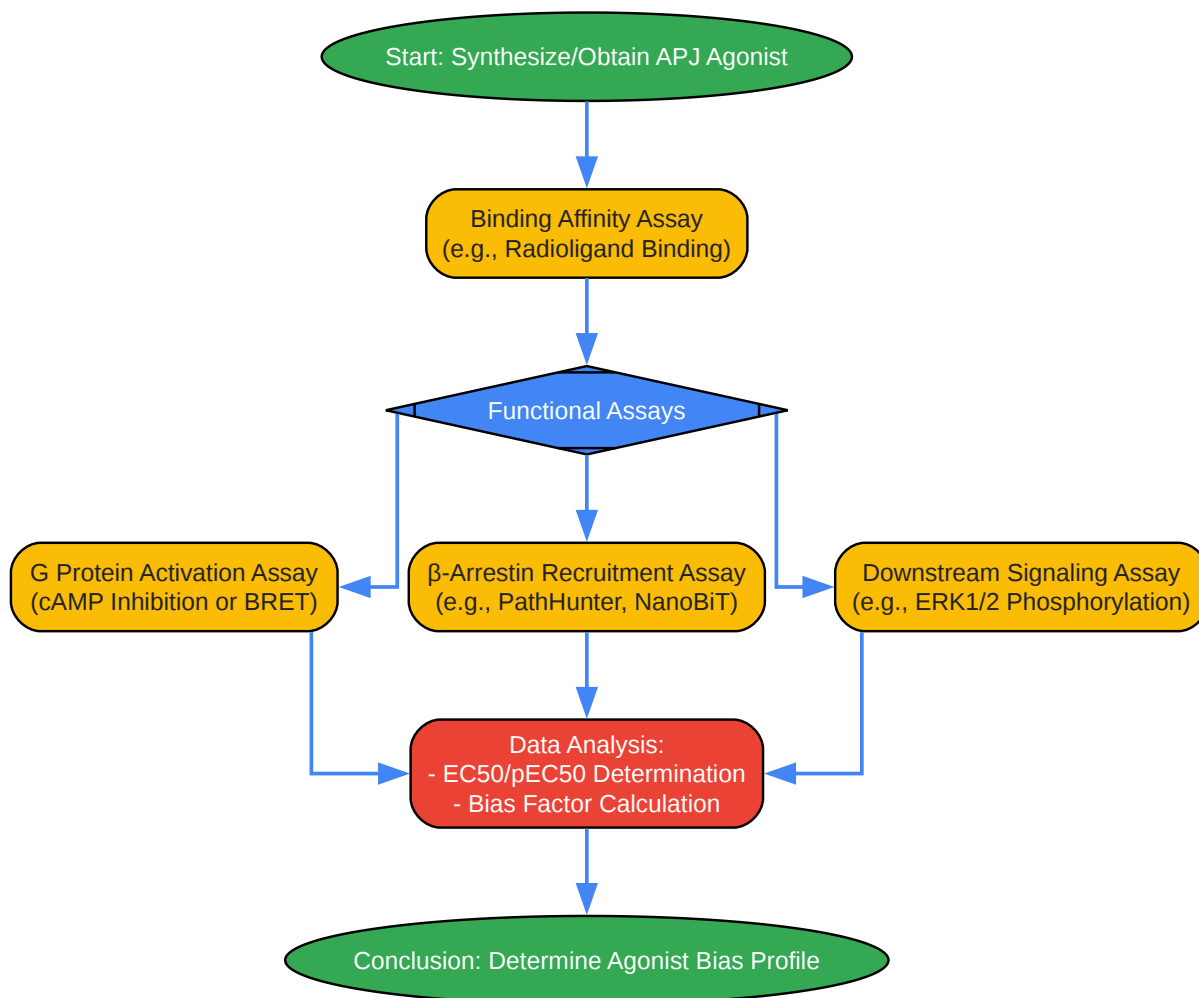 Start: Synthesize/Obtain APJ Agonist
Binding Affinity Assay
(e.g., Radioligand Binding)
Functional Assays
G Protein Activation Assay
(cAMP Inhibition or BRET)
β-Arrestin Recruitment Assay
(e.g., PathHunter, NanoBiT)
Downstream Signaling Assay
(e.g., ERK1/2 Phosphorylation)
Data Analysis:
- EC50/pEC50 Determination
- Bias Factor Calculation
Conclusion: Determine Agonist Bias Profile